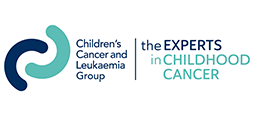 Children's
Cancer and
Leukaemia
Group
the EXPERTS
in CHILDHOOD
CANCER